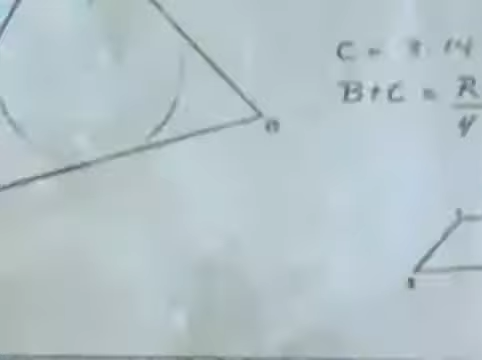 C = 3.14
B+C = R
4